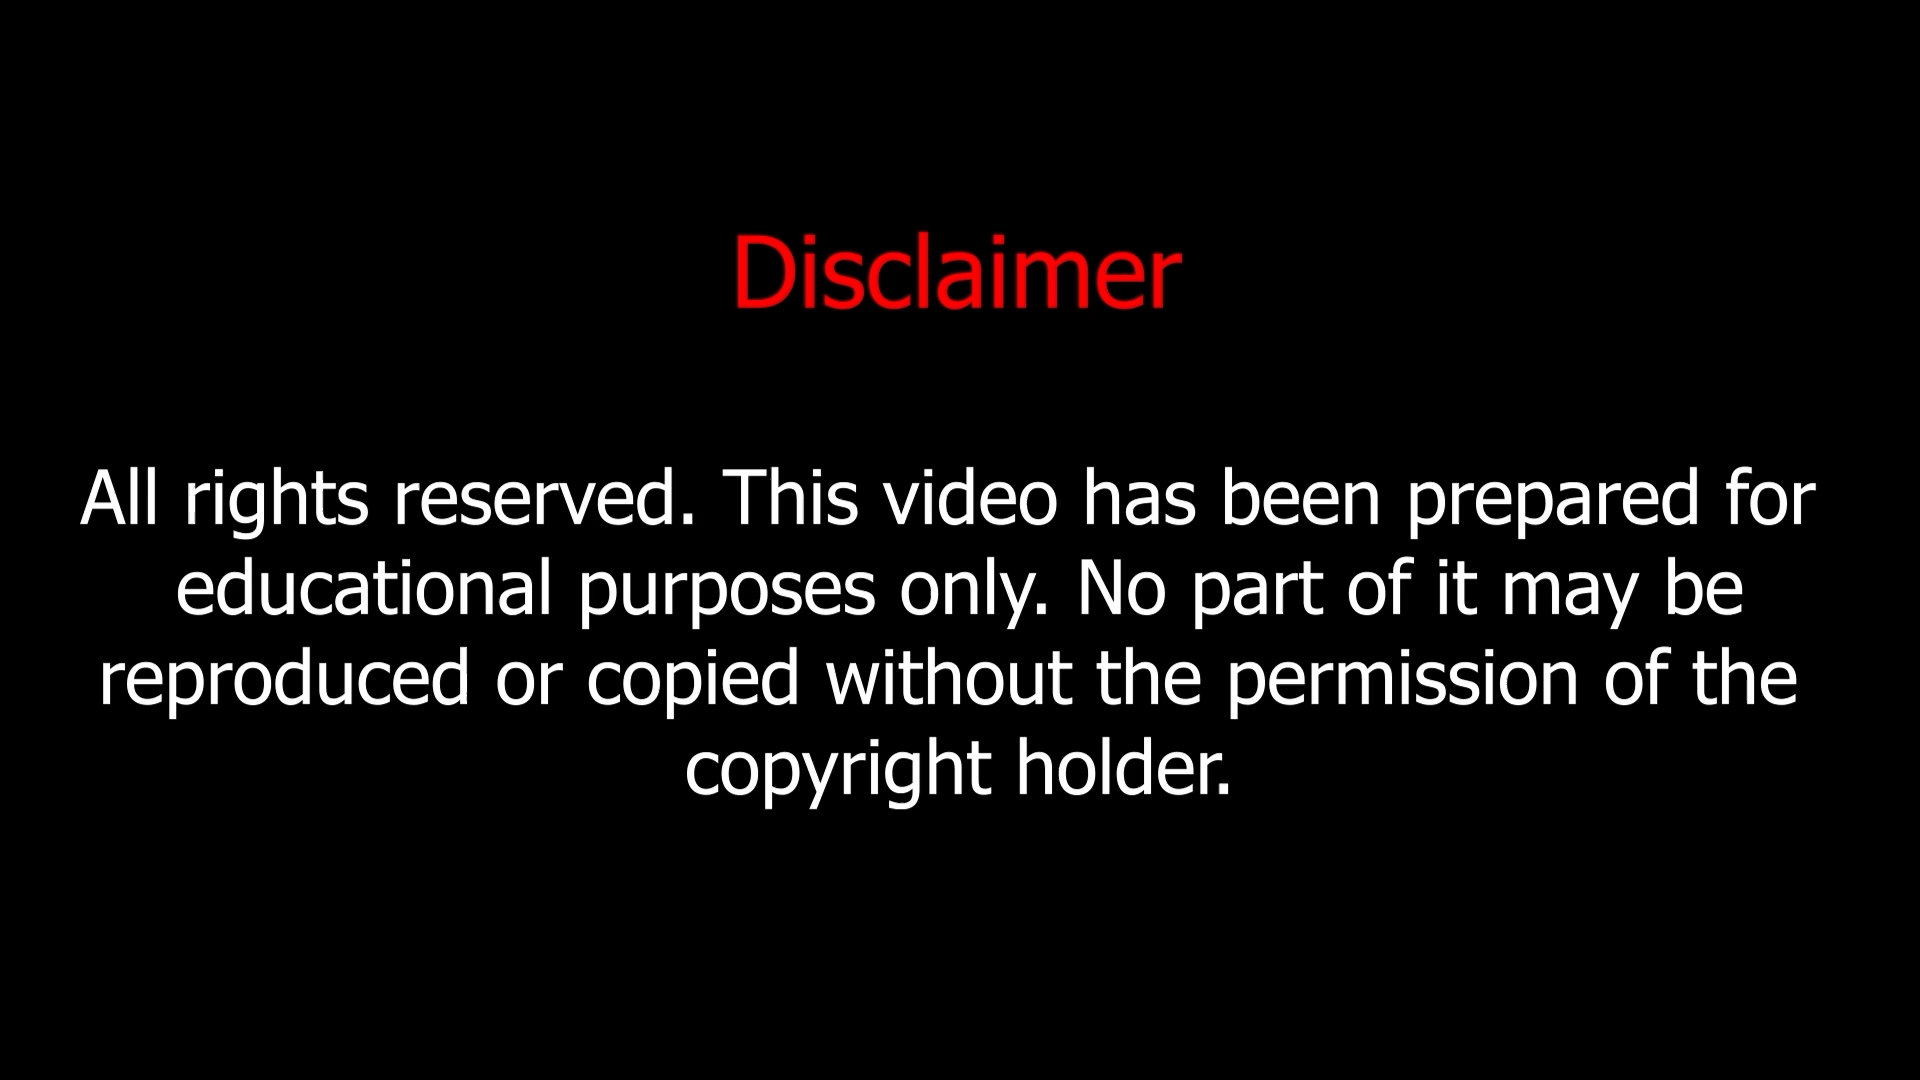 Disclaimer
All rights reserved. This video has been prepared for
educational purposes only. No part of it may be
reproduced or copied without the permission of the
copyright holder.